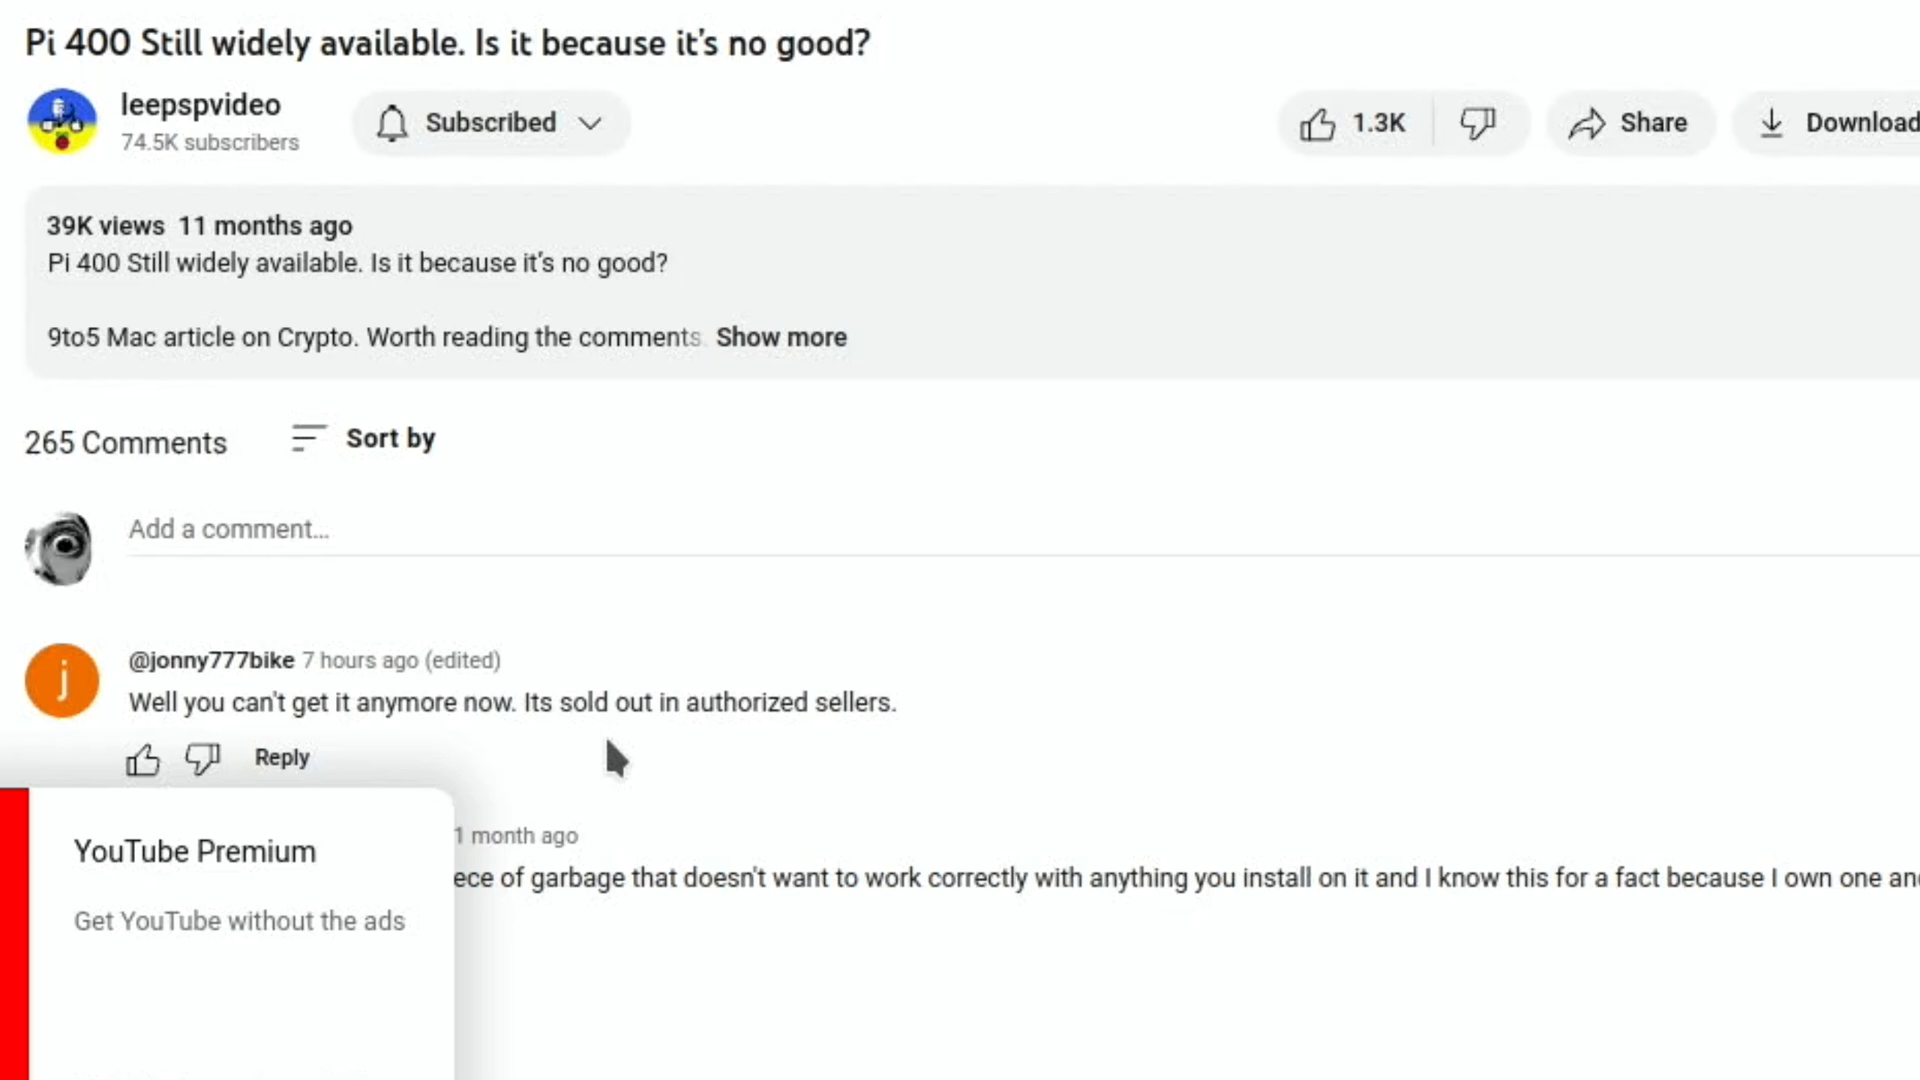 Pi 400 Still widely available. Is it because it's no good?
leepspvideo
74.5K subscribers
Subscribed
1.3K
Share
Download
39K views 11 months ago
Pi 400 Still widely available. Is it because it's no good?
9to5 Mac article on Crypto. Worth reading the comments. Show more
265 Comments
Sort by
Add a comment...
j
@jonny777bike 7 hours ago (edited)
Well you can't get it anymore now. Its sold out in authorized sellers.
Reply
1 month ago
ece of garbage that doesn't want to work correctly with anything you install on it and I know this for a fact because I own one and
YouTube Premium
Get YouTube without the ads